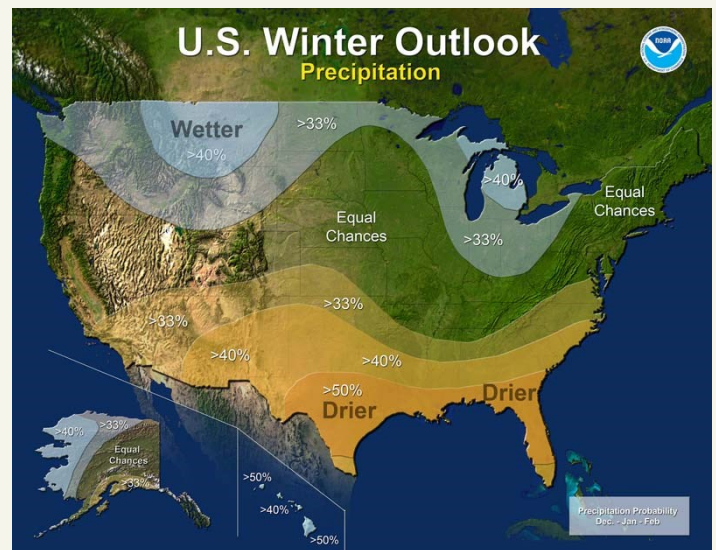 U.S. Winter Outlook
Precipitation
NOAA
Wetter
>40%
>33%
>40%
Equal
Chances
Equal
Chances
>33%
>33%
>33%
>40%
>40%
>50%
Drier
Drier
>40%
>33%
Equal
Chances
>33%
>50%
>40%
>50%
Precipitation Probability
Dec. - Jan - Feb